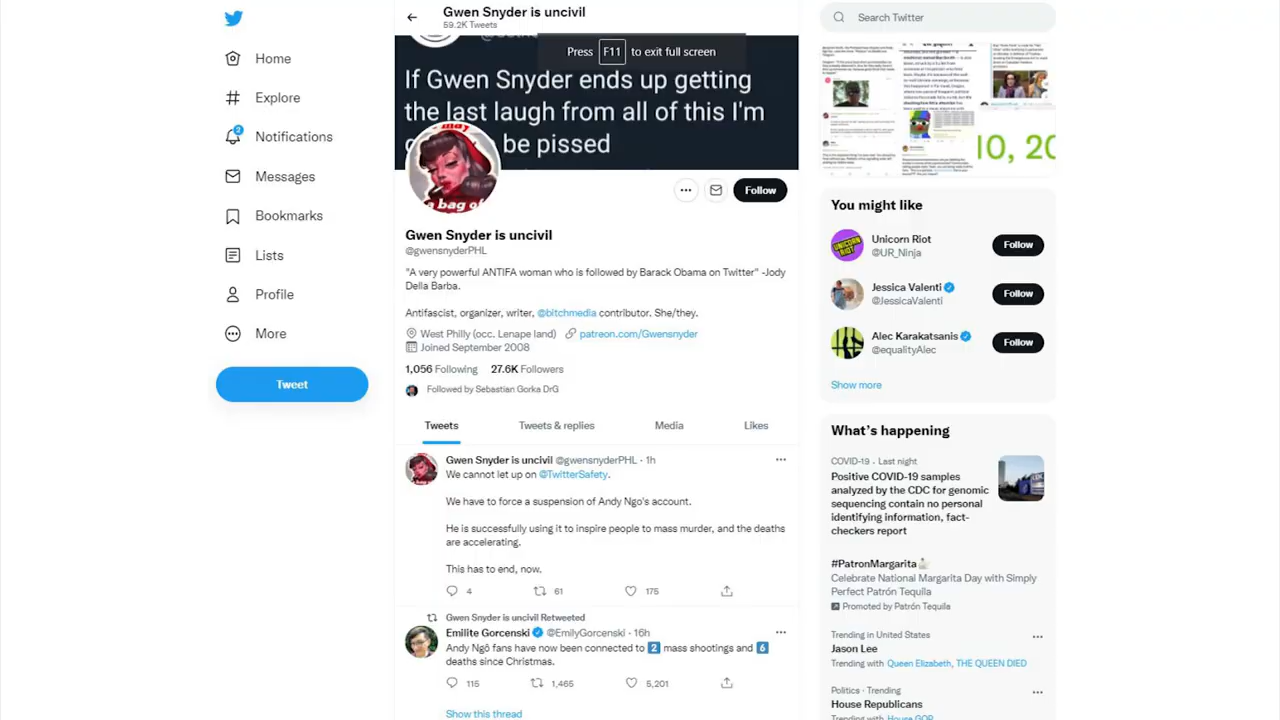 Gwen Snyder is uncivil
59.2K Tweets
Search Twitter
Press F11 to exit full screen
Home
Explore
Notifications
Bookmarks
Lists
Profile
More
Tweet
If Gwen Snyder ends up getting
the last laugh from all of this I'm
be pissed
may
a bag of
Follow
Gwen Snyder is uncivil
@gwensnyderPHL
"A very powerful ANTIFA woman who is followed by Barack Obama on Twitter" -Jody
Della Barba.
Antifascist, organizer, writer, @bitchmedia contributor. She/they.
West Philly (occ. Lenape land) patreon.com/Gwensnyder
Joined September 2008
1,056 Following 27.6K Followers
Followed by Sebastian Gorka DrG
Tweets Tweets & replies Media Likes
Gwen Snyder is uncivil @gwensnyderPHL · 1h
We cannot let up on @TwitterSafety.
We have to force a suspension of Andy Ngo's account.
He is successfully using it to inspire people to mass murder, and the deaths
are accelerating.
This has to end, now.
4 61 175
Gwen Snyder is uncivil Retweeted
Emilite Gorcenski @EmilyGorcenski · 16h
Andy Ngô fans have now been connected to 2 mass shootings and 6
deaths since Christmas.
115 1,465 5,201
Show this thread
10, 20
You might like
Unicorn Riot
@UR_Ninja
Follow
UNICORN RIOT
Jessica Valenti
@JessicaValenti
Follow
Alec Karakatsanis
@equalityAlec
Follow
Show more
What's happening
COVID-19 · Last night
Positive COVID-19 samples
analyzed by the CDC for genomic
sequencing contain no personal
identifying information, fact-
checkers report
#PatronMargarita
Celebrate National Margarita Day with Simply
Perfect Patrón Tequila
Promoted by Patrón Tequila
Trending in United States
Jason Lee
Trending with Queen Elizabeth, THE QUEEN DIED
Politics · Trending
House Republicans
Trending with House GOP